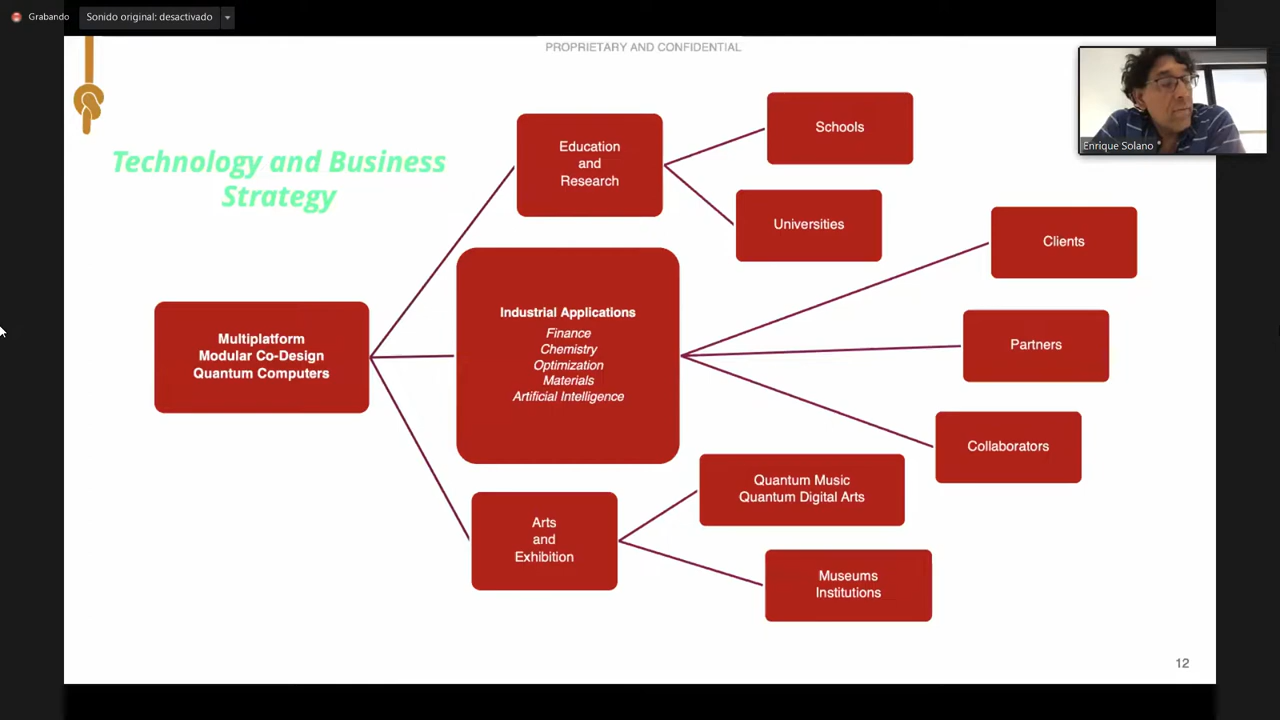 Grabando
Sonido original: desactivado
PROPRIETARY AND CONFIDENTIAL
Enrique Solano
Technology and Business
Strategy
Multiplatform
Modular Co-Design
Quantum Computers
Education
and
Research
Schools
Universities
Industrial Applications
Finance
Chemistry
Optimization
Materials
Artificial Intelligence
Clients
Partners
Collaborators
Arts
and
Exhibition
Quantum Music
Quantum Digital Arts
Museums
Institutions
12